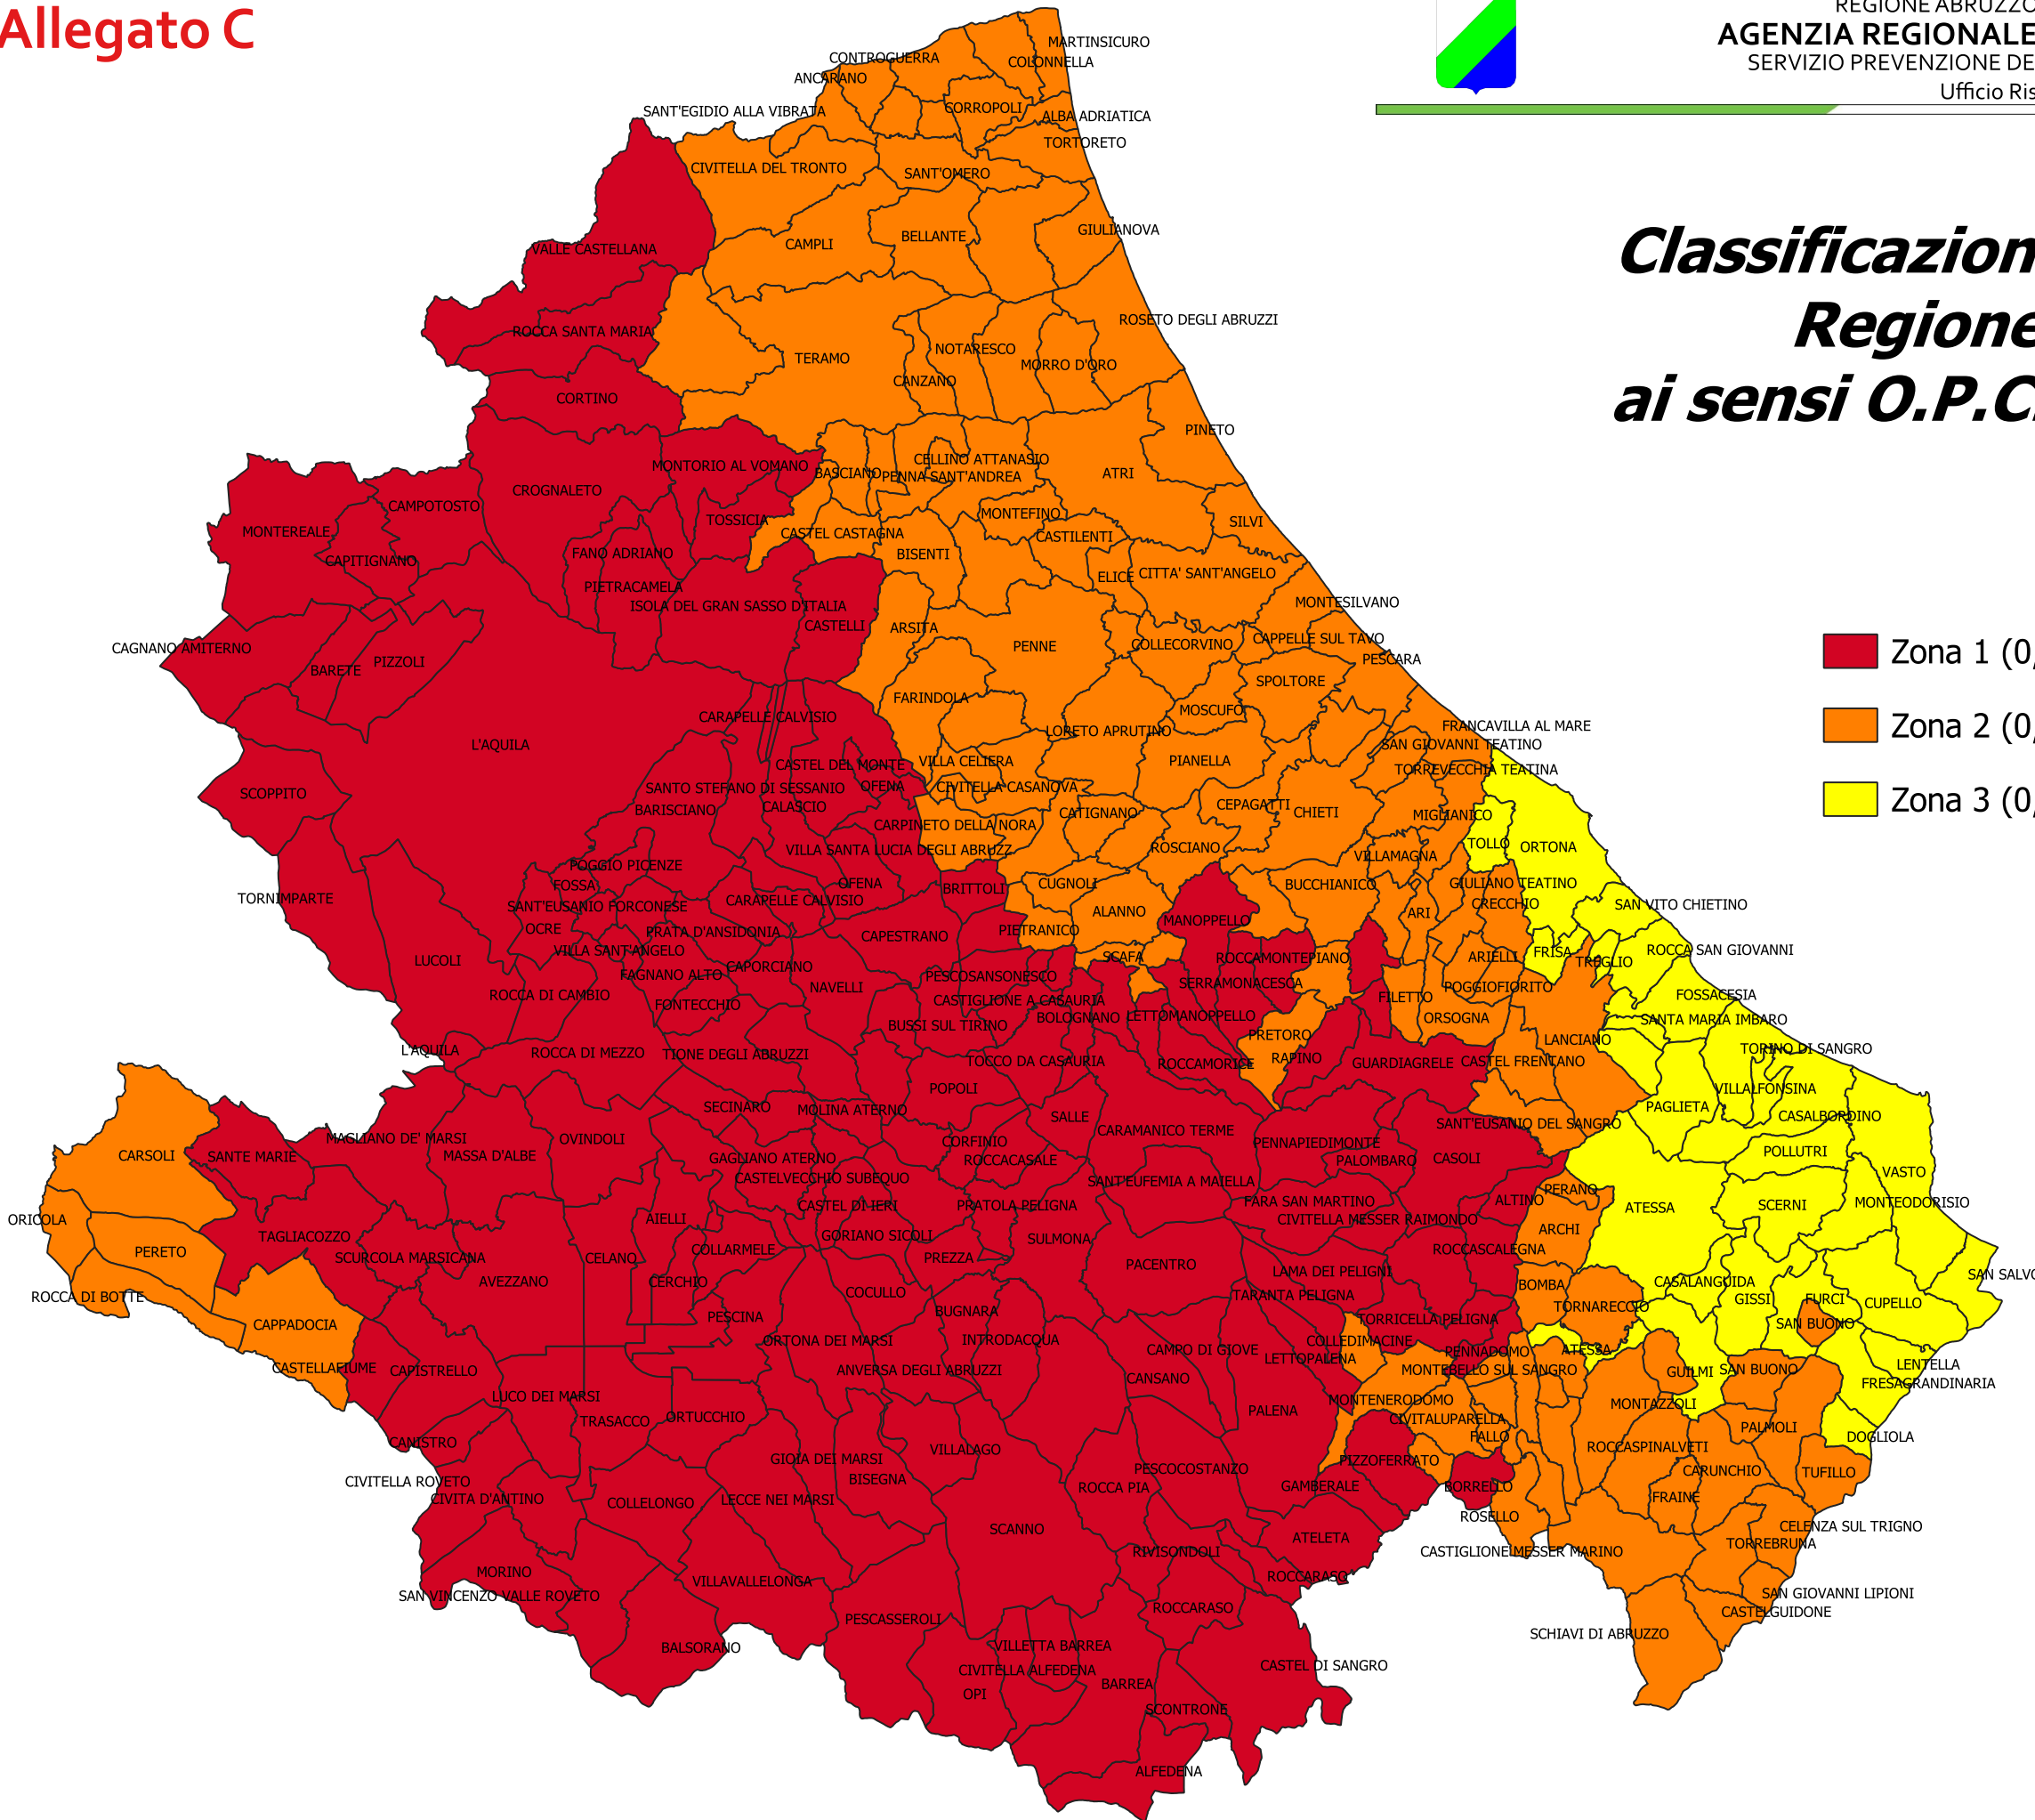 Allegato C
REGIONE ABRUZZO
AGENZIA REGIONALE
SERVIZIO PREVENZIONE DE
Ufficio Ris
Classificazion
Regione
ai sensi O.P.C.
Zona 1 (0,
Zona 2 (0,
Zona 3 (0,
MARTINSICURO
CONTROGUERRA
COLONNELLA
ANCARANO
CORROPOLI
SANT'EGIDIO ALLA VIBRATA
ALBA ADRIATICA
TORTORETO
CIVITELLA DEL TRONTO
SANT'OMERO
GIULIANOVA
BELLANTE
CAMPLI
VALLE CASTELLANA
ROSETO DEGLI ABRUZZI
ROCCA SANTA MARIA
NOTARESCO
TERAMO
MORRO D'ORO
CANZANO
CORTINO
PINETO
CELLINO ATTANASIO
MONTORIO AL VOMANO
BASCIANO
PENNA SANT'ANDREA
ATRI
CROGNALETO
CAMPOTOSTO
MONTEFINO
TOSSICIA
SILVI
MONTEREALE
CASTEL CASTAGNA
CASTILENTI
FANO ADRIANO
BISENTI
CAPITIGNANO
CITTA' SANT'ANGELO
ELICE
PIETRACAMELA
MONTESILVANO
ISOLA DEL GRAN SASSO D'ITALIA
CASTELLI
ARSITA
CAPPELLE SUL TAVO
COLLECORVINO
PENNE
CAGNANO AMITERNO
PESCARA
PIZZOLI
BARETE
SPOLTORE
FARINDOLA
MOSCUFO
CARAPELLE CALVISIO
FRANCAVILLA AL MARE
LORETO APRUTINO
L'AQUILA
SAN GIOVANNI TEATINO
VILLA CELIERA
PIANELLA
CASTEL DEL MONTE
TORREVECCHIA TEATINA
OFENA
CIVITELLA CASANOVA
SANTO STEFANO DI SESSANIO
SCOPPITO
CALASCIO
CEPAGATTI
BARISCIANO
CHIETI
CATIGNANO
MIGLIANICO
CARPINETO DELLA NORA
TOLLO
ORTONA
ROSCIANO
VILLA SANTA LUCIA DEGLI ABRUZZ
VILLAMAGNA
POGGIO PICENZE
OFENA
CUGNOLI
BUCCHIANICO
GIULIANO TEATINO
FOSSA
BRITTOLI
TORNIMPARTE
CARAPELLE CALVISIO
CRECCHIO
SAN VITO CHIETINO
SANT'EUSANIO FORCONESE
ALANNO
ARI
MANOPPELLO
OCRE
PRATA D'ANSIDONIA
PIETRANICO
CAPESTRANO
VILLA SANT'ANGELO
FRISA
ROCCA SAN GIOVANNI
SCAFA
ROCCAMONTEPIANO
ARIELLI
TREGLIO
LUCOLI
CAPORCIANO
FAGNANO ALTO
PESCOSANSONESCO
SERRAMONACESCA
NAVELLI
POGGIOFIORITO
ROCCA DI CAMBIO
FOSSACESIA
FILETTO
CASTIGLIONE A CASAURIA
FONTECCHIO
LETTOMANOPPELLO
BOLOGNANO
ORSOGNA
SANTA MARIA IMBARO
BUSSI SUL TIRINO
PRETORO
LANCIANO
L'AQUILA
ROCCA DI MEZZO
TIONE DEGLI ABRUZZI
TORINO DI SANGRO
RAPINO
TOCCO DA CASAURIA
ROCCAMORICE
GUARDIAGRELE
CASTEL FRENTANO
POPOLI
VILLALFONSINA
SECINARO
MOLINA ATERNO
PAGLIETA
SALLE
CASALBORDINO
SANT'EUSANIO DEL SANGRO
CARAMANICO TERME
MAGLIANO DE' MARSI
OVINDOLI
CORFINIO
PENNAPIEDIMONTE
POLLUTRI
CARSOLI
SANTE MARIE
MASSA D'ALBE
GAGLIANO ATERNO
ROCCACASALE
PALOMBARO
CASOLI
VASTO
CASTELVECCHIO SUBEQUO
SANT'EUFEMIA A MAIELLA
PERANO
FARA SAN MARTINO
ALTINO
MONTEODORISIO
CASTEL DI IERI
PRATOLA PELIGNA
ATESSA
SCERNI
ORICOLA
AIELLI
CIVITELLA MESSER RAIMONDO
ARCHI
TAGLIACOZZO
GORIANO SICOLI
SULMONA
PERETO
COLLARMELE
ROCCASCALEGNA
SCURCOLA MARSICANA
CELANO
PREZZA
PACENTRO
LAMA DEI PELIGNI
SAN SALVO
AVEZZANO
CERCHIO
BOMBA
CASALANGUIDA
ROCCA DI BOTTE
COCULLO
TARANTA PELIGNA
GISSI
FURCI
CUPELLO
TORNARECCIO
BUGNARA
PESCINA
TORRICELLA PELIGNA
CAPPADOCIA
SAN BUONO
ORTONA DEI MARSI
INTRODACQUA
COLLEDIMACINE
CAMPO DI GIOVE
PENNADOMO
ATESSA
LETTOPALENA
CASTELLAFIUME
CAPISTRELLO
ANVERSA DEGLI ABRUZZI
MONTEBELLO SUL SANGRO
GUILMI
SAN BUONO
LENTELLA
CANSANO
FRESAGRANDINARIA
LUCO DEI MARSI
MONTENERODOMO
MONTAZZOLI
PALENA
TRASACCO
ORTUCCHIO
CIVITALUPARELLA
PALMOLI
FALLO
DOGLIOLA
CANISTRO
VILLALAGO
ROCCASPINALVETI
GIOIA DEI MARSI
PIZZOFERRATO
PESCOCOSTANZO
CARUNCHIO
TUFILLO
BISEGNA
CIVITELLA ROVETO
ROCCA PIA
GAMBERALE
BORRELLO
CIVITA D'ANTINO
COLLELONGO
LECCE NEI MARSI
FRAINE
ROSELLO
SCANNO
CELENZA SUL TRIGNO
ATELETA
TORREBRUNA
RIVISONDOLI
CASTIGLIONE MESSER MARINO
MORINO
ROCCARASO
VILLAVALLELONGA
SAN GIOVANNI LIPIONI
SAN VINCENZO VALLE ROVETO
ROCCARASO
CASTELGUIDONE
PESCASSEROLI
SCHIAVI DI ABRUZZO
BALSORANO
VILLETTA BARREA
CASTEL DI SANGRO
CIVITELLA ALFEDENA
BARREA
OPI
SCONTRONE
ALFEDENA